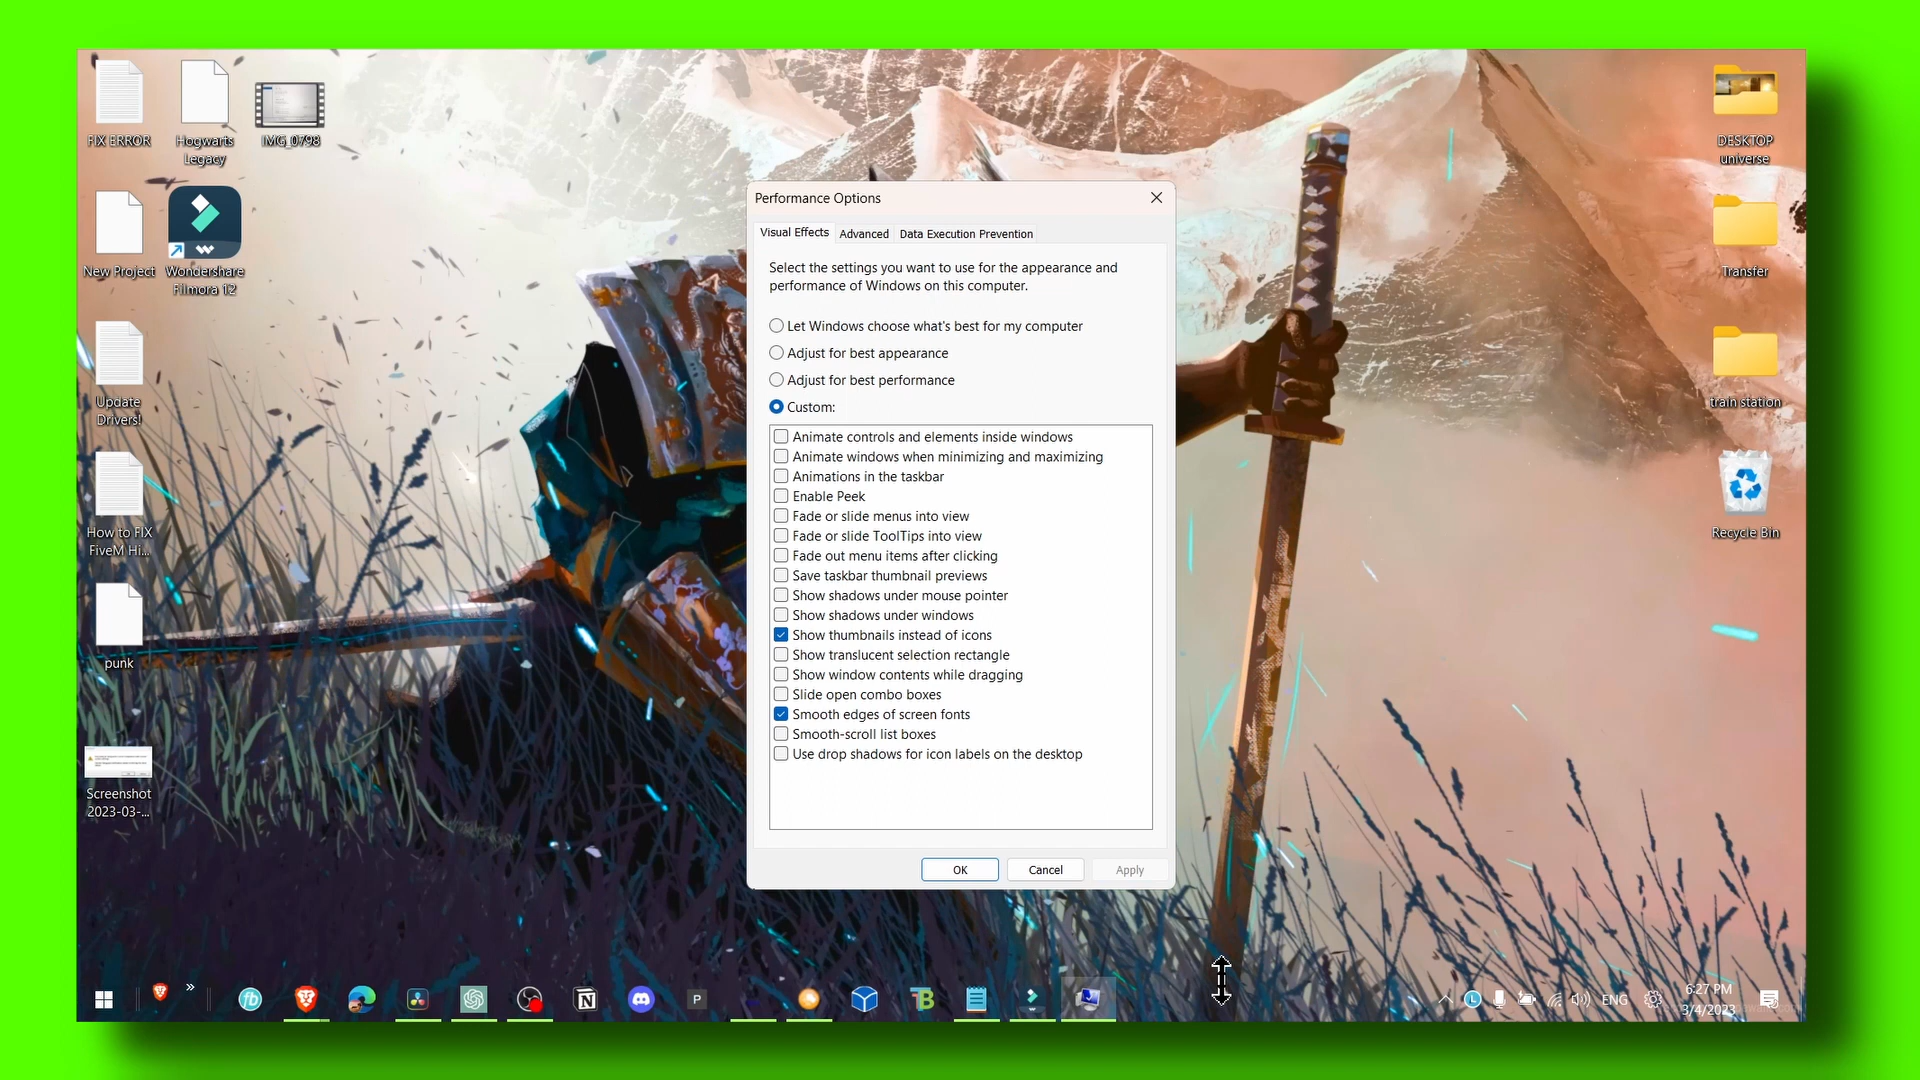 FIX ERROR
Hogwarts
Legacy
IMG_0798
New Project
Wondershare
Filmora 12
Update
Drivers!
How to FIX
FiveM Hi...
punk
Screenshot
2023-03-...
Performance Options
Visual Effects
Advanced
Data Execution Prevention
Select the settings you want to use for the appearance and
performance of Windows on this computer.
Let Windows choose what's best for my computer
Adjust for best appearance
Adjust for best performance
Custom:
Animate controls and elements inside windows
Animate windows when minimizing and maximizing
Animations in the taskbar
Enable Peek
Fade or slide menus into view
Fade or slide ToolTips into view
Fade out menu items after clicking
Save taskbar thumbnail previews
Show shadows under mouse pointer
Show shadows under windows
Show thumbnails instead of icons
Show translucent selection rectangle
Show window contents while dragging
Slide open combo boxes
Smooth edges of screen fonts
Smooth-scroll list boxes
Use drop shadows for icon labels on the desktop
OK
Cancel
Apply
DESKTOP
universe
Transfer
train station
Recycle Bin
fb
P
TB
L
ENG
6:27 PM
3/4/2023